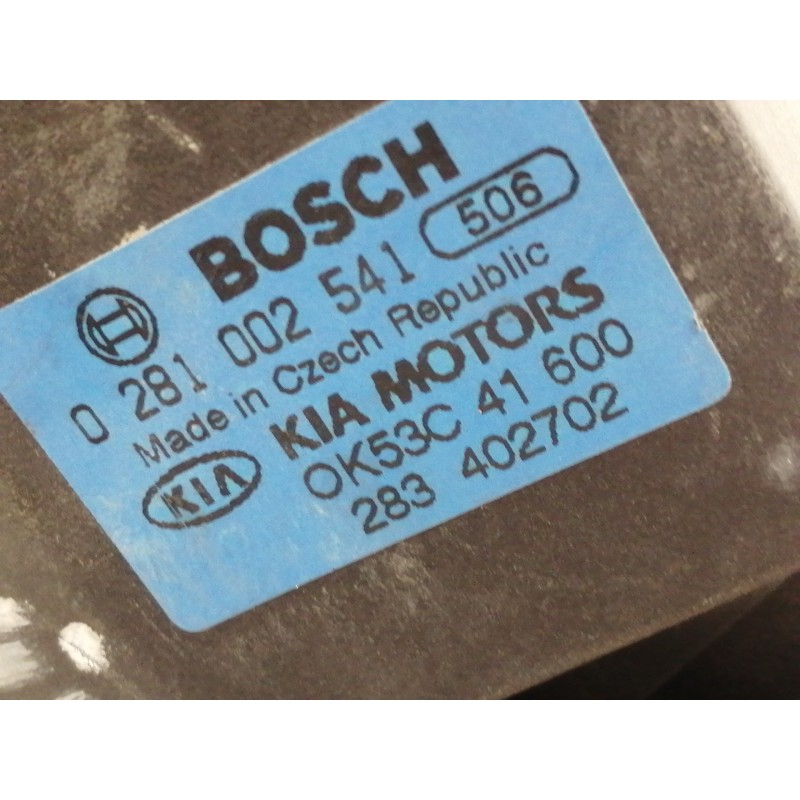 BOSCH
0 281 002 541 506
Made in Czech Republic
KIA KIA MOTORS
0K53C 41 600
283 402702